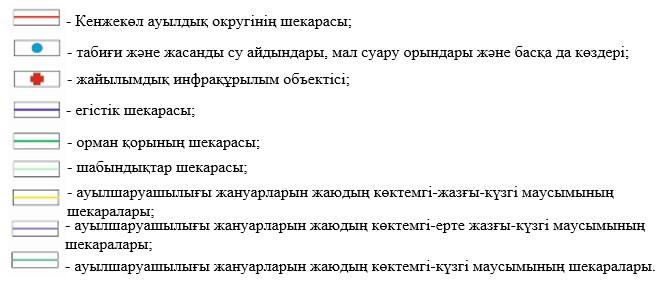 - Кенжекөл ауылдық округінің шекарасы;
- табиғи және жасанды су айдындары, мал суару орындары және басқа да көздері;
- жайылымдық инфрақұрылым объектісі;
- егістік шекарасы;
- орман қорының шекарасы;
- шабындықтар шекарасы;
- ауылшаруашылығы жануарларын жаюдың көктемгі-жазғы-күзгі маусымының
шекаралары;
- ауылшаруашылығы жануарларын жаюдың көктемгі-ерте жазғы-күзгі маусымының
шекаралары;
- ауылшаруашылығы жануарларын жаюдың көктемгі-күзгі маусымының шекаралары.